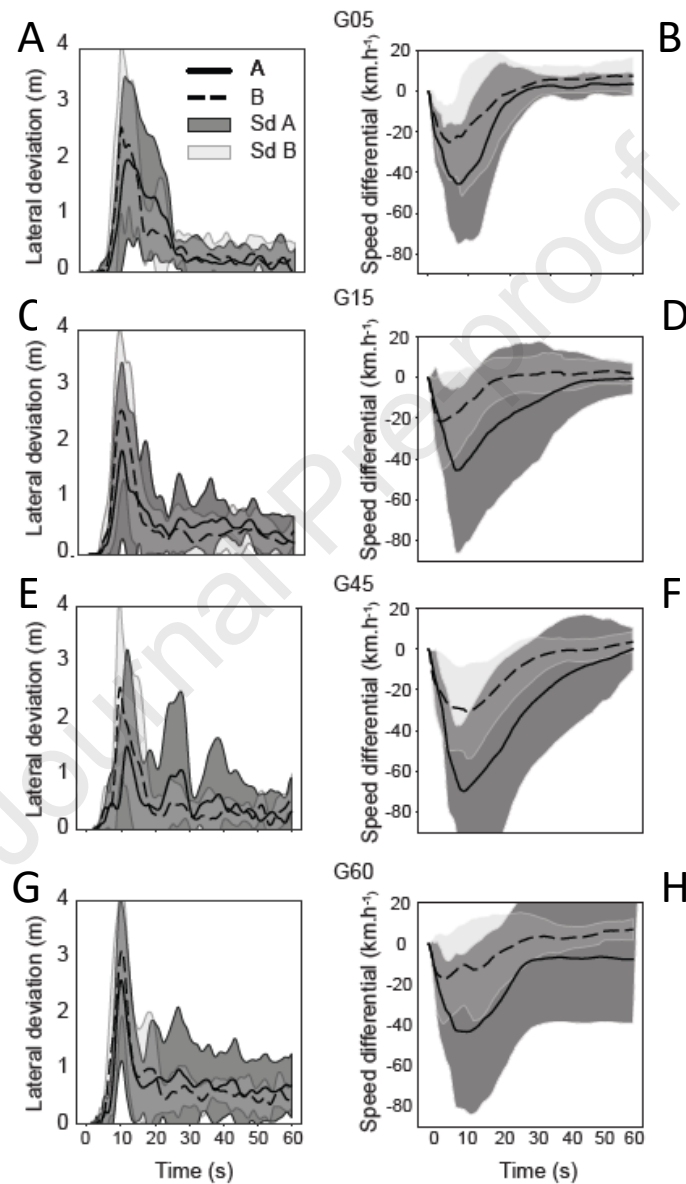 G05
A
B
4
3
2
1
0
Lateral deviation (m)
A
B
Sd A
Sd B
20
0
-20
-40
-60
-80
Speed differential (km.h⁻¹)
G15
C
D
4
3
2
1
0.
Lateral deviation (m)
20
0
-20
-40
-60
-80
Speed differential (km.h⁻¹)
G45
E
F
4
3
2
1
0
Lateral deviation (m)
20
0
-20
-40
-60
-80
Speed differential (km.h⁻¹)
G60
G
H
4
3
2
1
0
Lateral deviation (m)
0 10 20 30 40 50 60
Time (s)
20
0
-20
-40
-60
-80
Speed differential (km.h⁻¹)
0 10 20 30 40 50 60
Time (s)
Journal Pre-proof